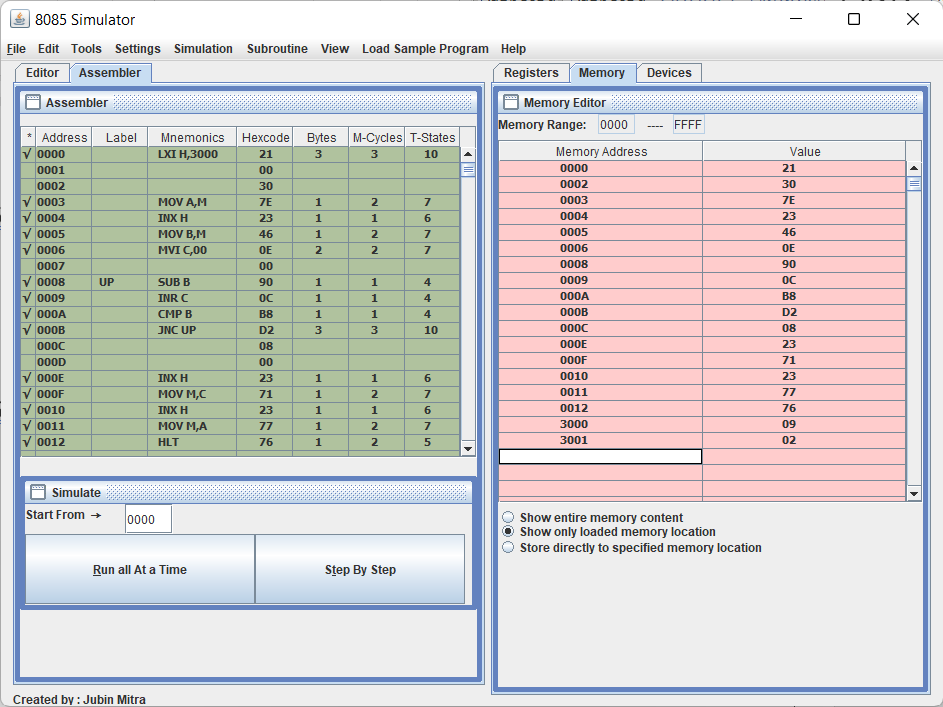 8085 Simulator
File Edit Tools Settings Simulation Subroutine View Load Sample Program Help
Editor Assembler
Assembler
* Address Label Mnemonics Hexcode Bytes M-Cycles T-States
√ 0000 LXI H,3000 21 3 3 10
0001 00
0002 30
√ 0003 MOV A,M 7E 1 2 7
√ 0004 INX H 23 1 1 6
√ 0005 MOV B,M 46 1 2 7
√ 0006 MVI C,00 0E 2 2 7
0007 00
√ 0008 UP SUB B 90 1 1 4
√ 0009 INR C 0C 1 1 4
√ 000A CMP B B8 1 1 4
√ 000B JNC UP D2 3 3 10
000C 08
000D 00
√ 000E INX H 23 1 1 6
√ 000F MOV M,C 71 1 2 7
√ 0010 INX H 23 1 1 6
√ 0011 MOV M,A 77 1 2 7
√ 0012 HLT 76 1 2 5
Simulate
Start From → 0000
Run all At a Time Step By Step
Created by : Jubin Mitra
Registers Memory Devices
Memory Editor
Memory Range: 0000 ---- FFFF
Memory Address Value
0000 21
0002 30
0003 7E
0004 23
0005 46
0006 0E
0008 90
0009 0C
000A B8
000B D2
000C 08
000E 23
000F 71
0010 23
0011 77
0012 76
3000 09
3001 02
Show entire memory content
Show only loaded memory location
Store directly to specified memory location